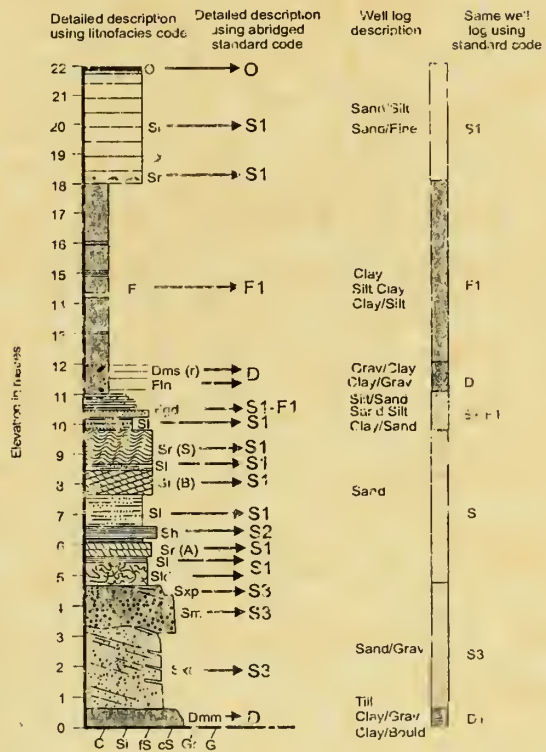 Detailed description
using lithofacies code
Detailed description
using abridged
standard code
Well log
description
Same well
log using
standard code
22
21
20
19
18
17
16
15
12
11
10
9
8
7
6
5
4
3
2
1
0
Elevation in metres
O
O
S1
Sr
S1
F
F1
Dms (r)
Fln
D
S1-F1
Sl
S1
Sr (S)
S1
Sl
S1
Sr (B)
S1
Sl
S1
Sh
S2
Sr (A)
S1
Sl
S1
Sxp
S3
Sm
S3
S3
Dmm
D
C
Si
fS
cS
Gr
G
Sand/Silt
Sand/Fine
Clay
Silt Clay
Clay/Silt
Grav/Clay
Clay/Grav
Silt/Sand
Sand Silt
Clay/Sand
Sand
Sand/Grav
Till
Clay/Grav
Clay/Bould
S1
F1
D
S
S3